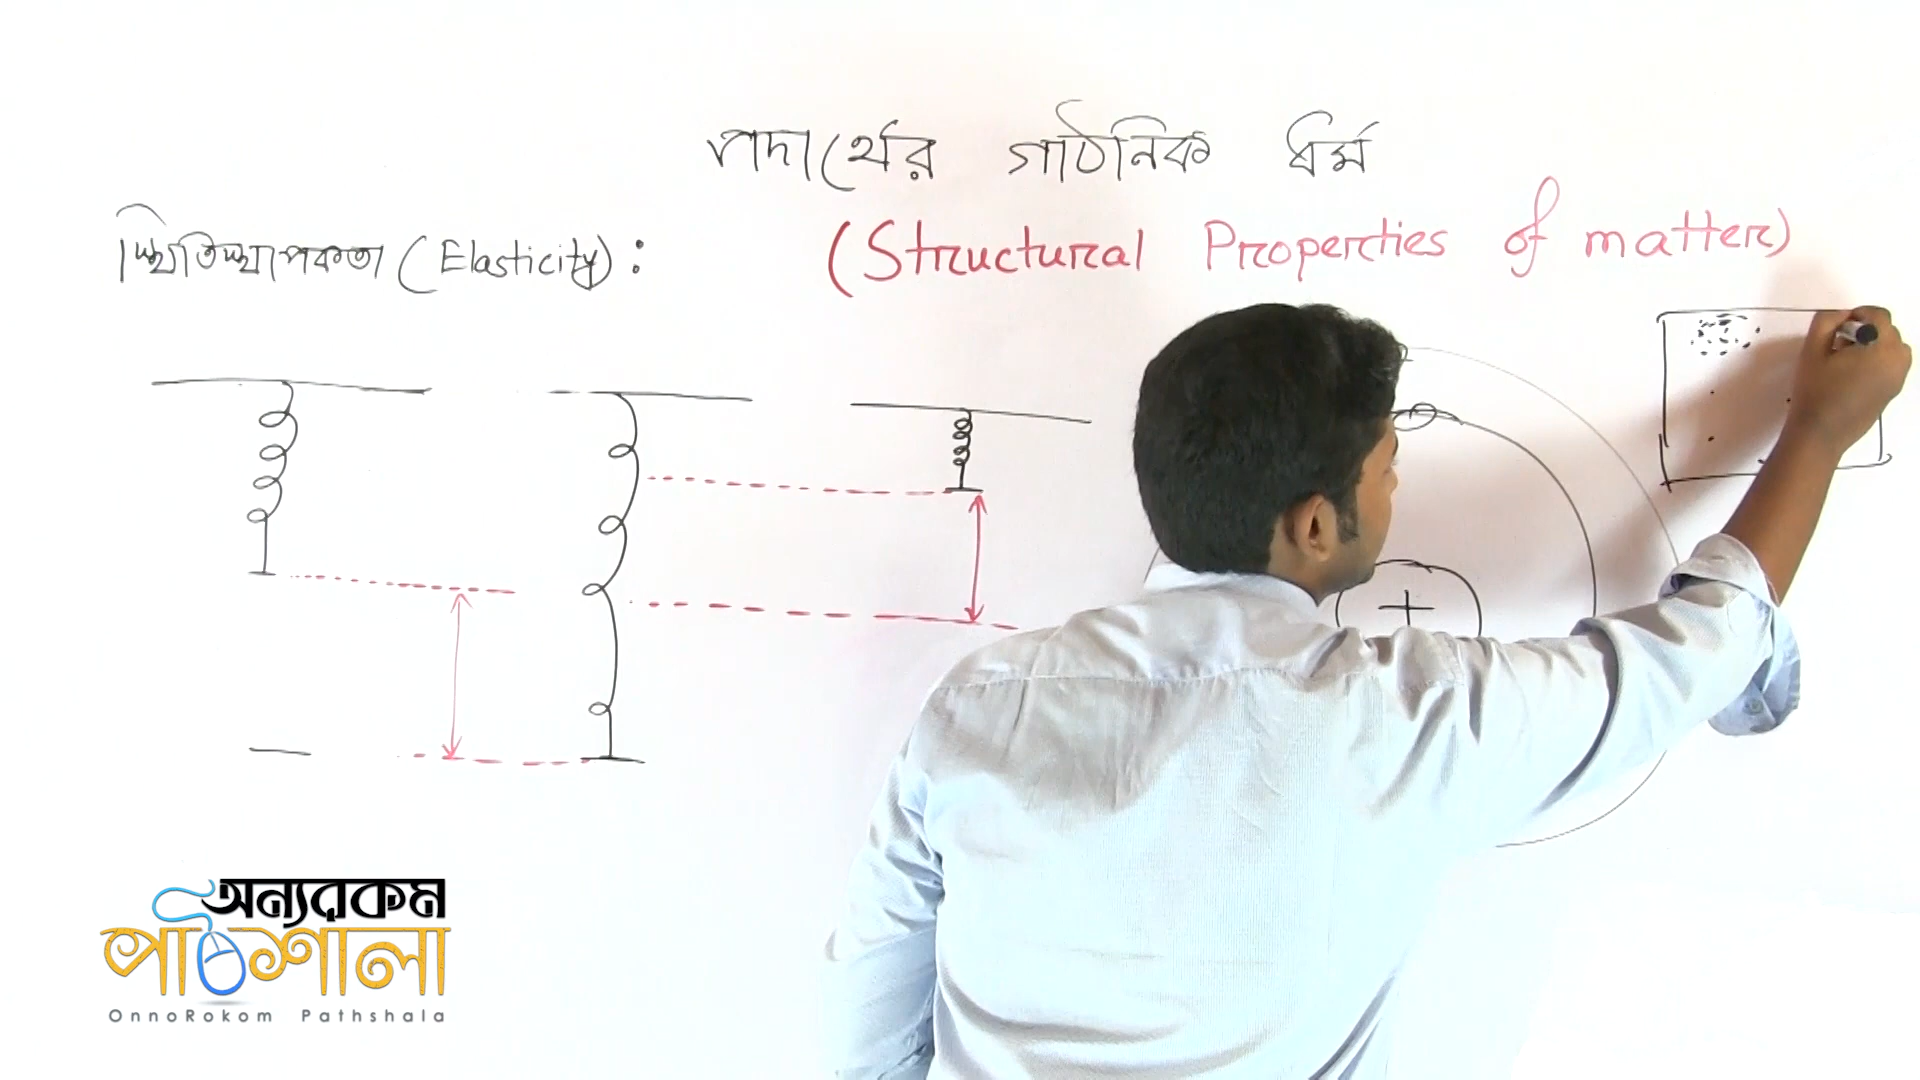 পদার্থের গাঠনিক ধর্ম
(Structural Properties of matter)
স্থিতিস্থাপকতা (Elasticity) :
+
অন্যরকম
পাঠশালা
OnnoRokom Pathshala